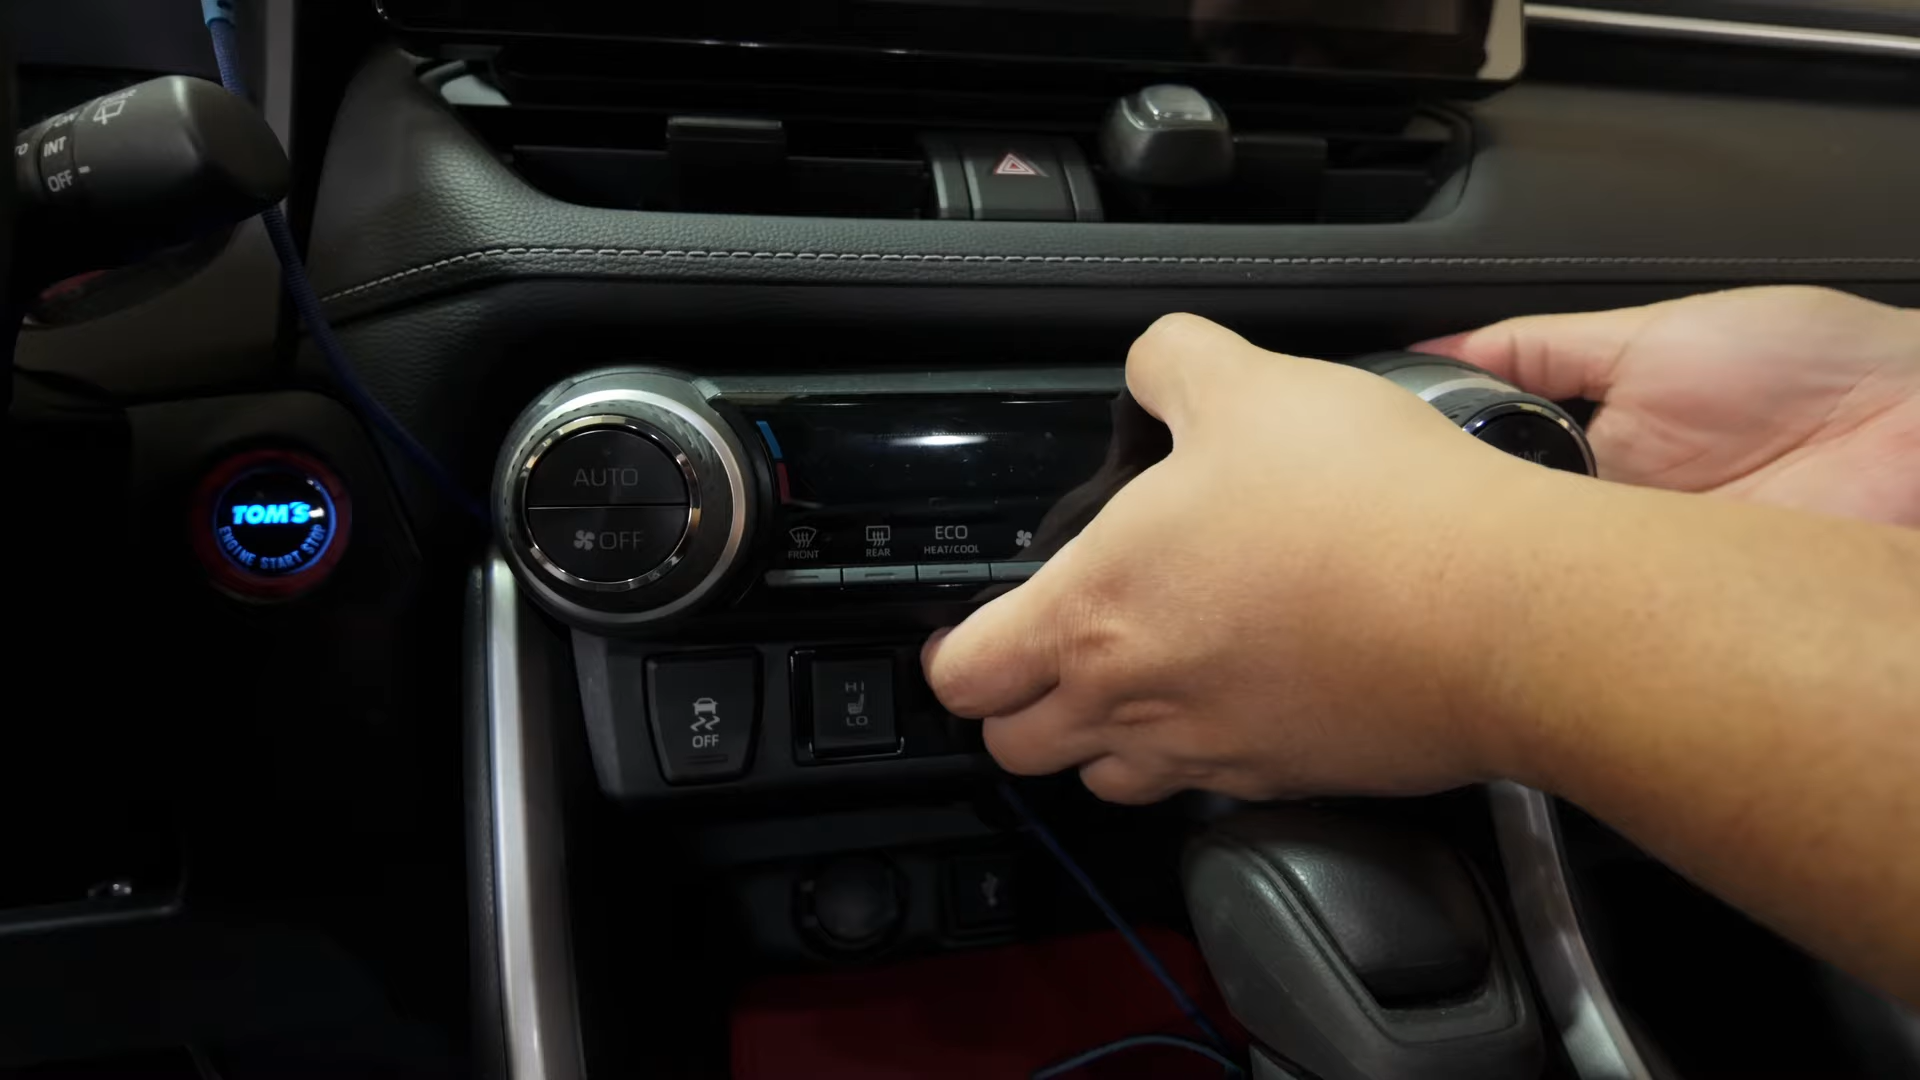 INT
OFF
TOM'S
ENGINE START STOP
AUTO
OFF
FRONT
REAR
ECO
HEAT/COOL
OFF
HI
LO